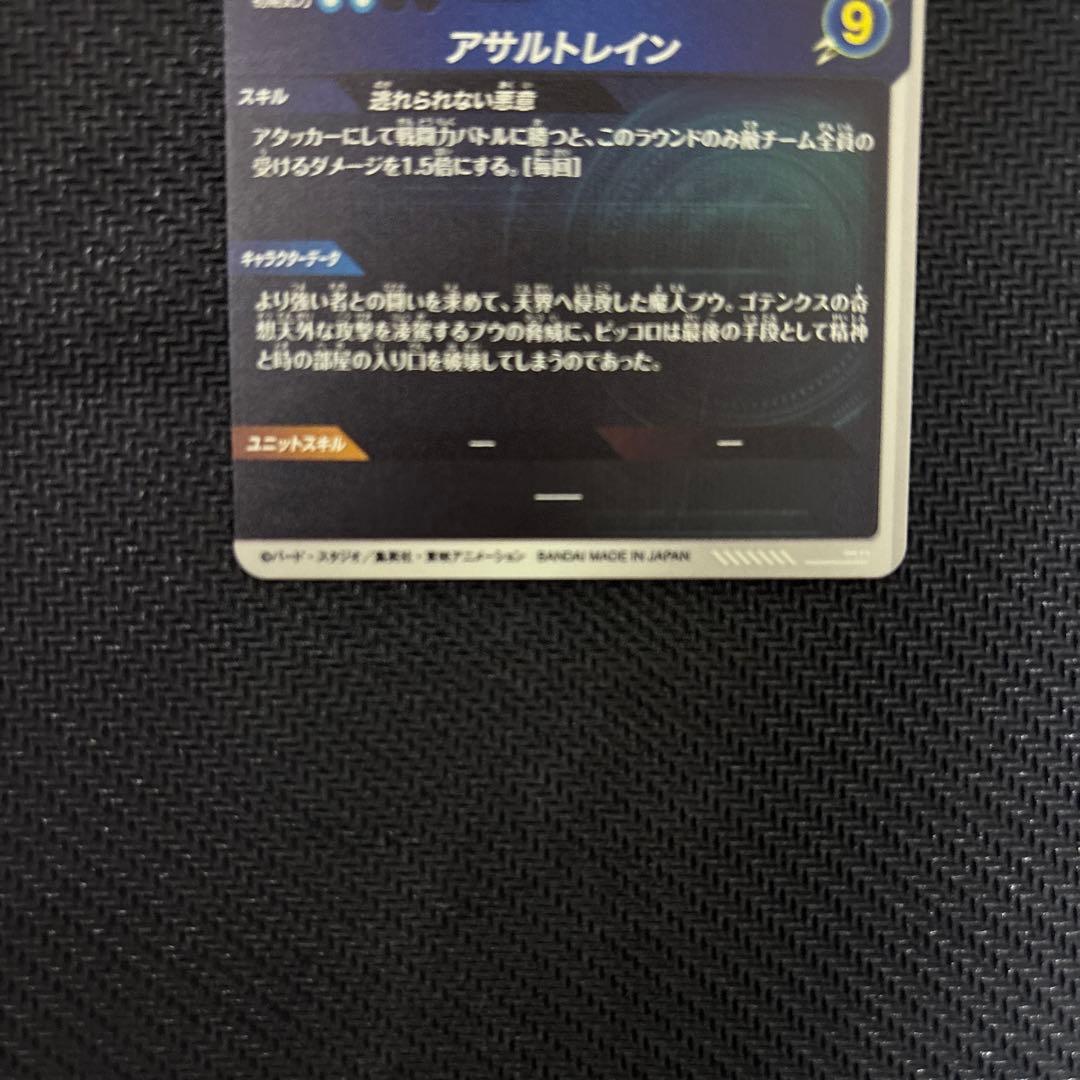 アサルトレイン
9
スキル
逃れられない悪意
アタッカーにして戦闘力バトルに勝つと、このラウンドのみ敵チーム全員の
受けるダメージを1.5倍にする。[毎回]
キャラクターデータ
より強い者との闘いを求めて、天界へ侵攻した魔人ブウ。ゴテンクスの奇
想天外な攻撃を凌駕するブウの脅威に、ピッコロは最後の手段として精神
と時の部屋の入り口を破壊してしまうのであった。
ユニットスキル
ー
ー
ー
©バード・スタジオ/集英社・東映アニメーション BANDAI MADE IN JAPAN